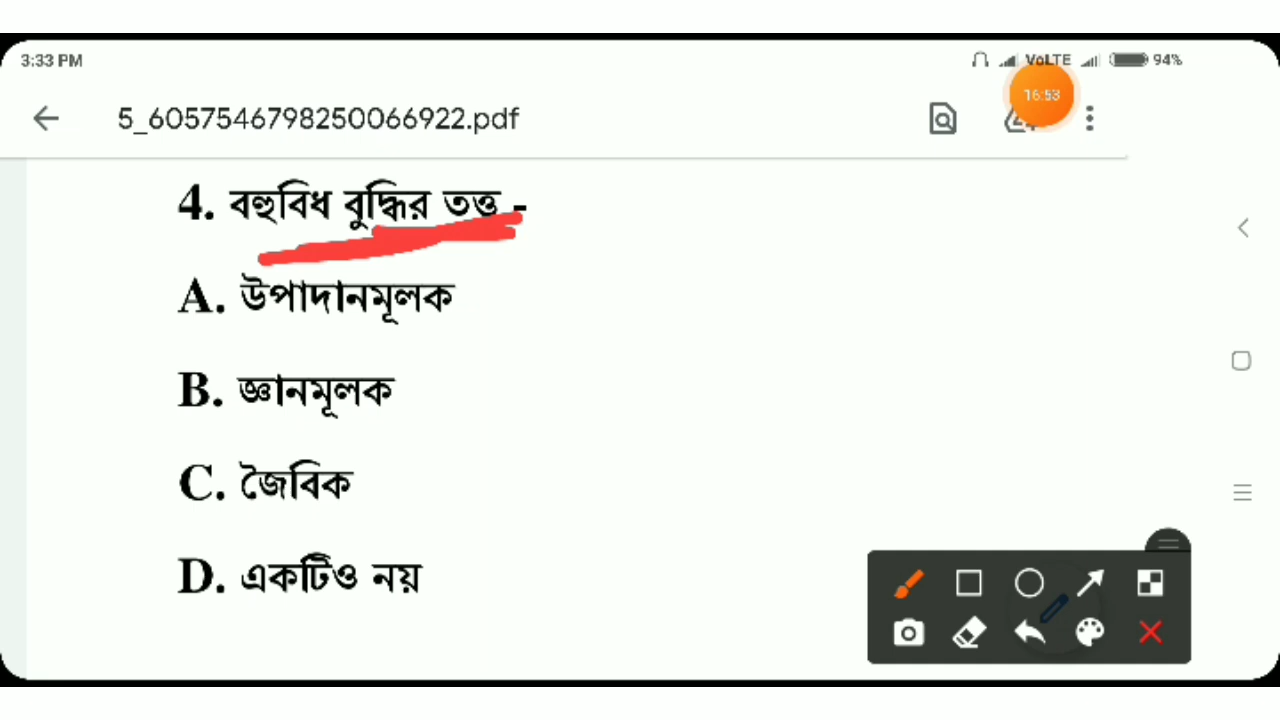 3:33 PM
VoLTE 94%
16:53
5_6057546798250066922.pdf
4. বহুবিধ বুদ্ধির তত্ত -
A. উপাদানমূলক
B. জ্ঞানমূলক
C. জৈবিক
D. একটিও নয়